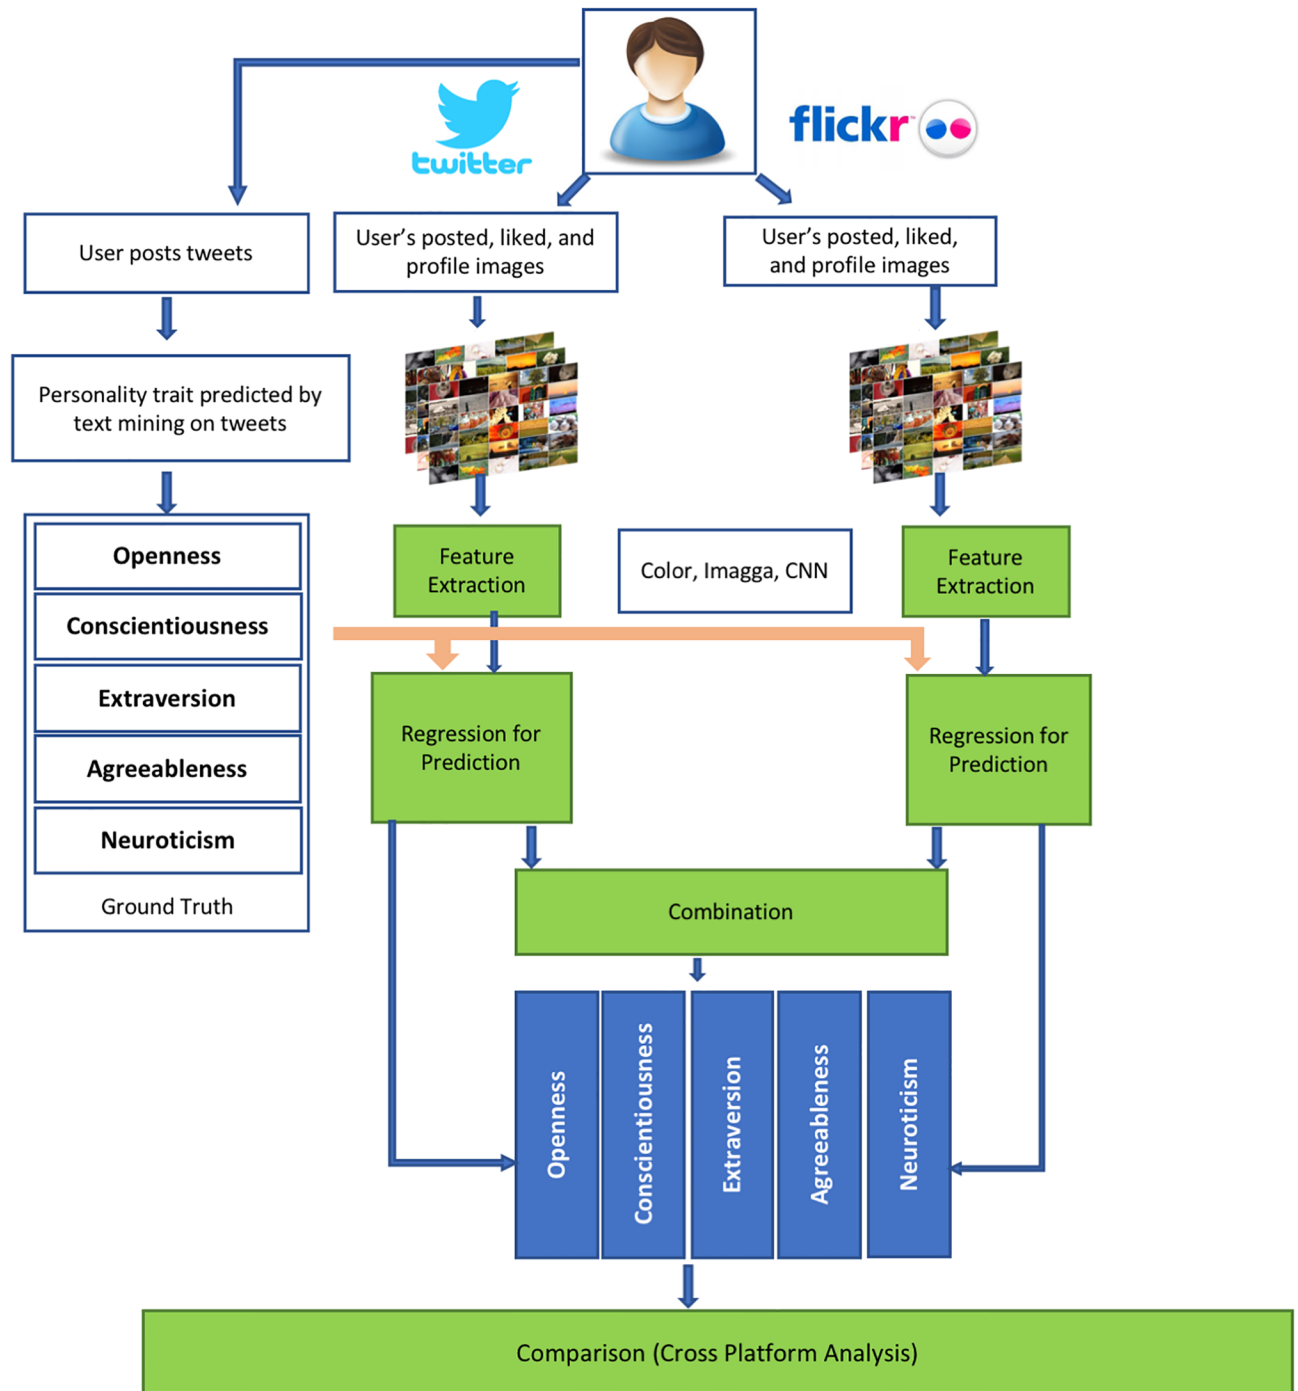 twitter
flickr
User posts tweets
User's posted, liked, and
profile images
User's posted, liked,
and profile images
Personality trait predicted by
text mining on tweets
Openness
Conscientiousness
Extraversion
Agreeableness
Neuroticism
Ground Truth
Feature
Extraction
Color, Imagga, CNN
Feature
Extraction
Regression for
Prediction
Regression for
Prediction
Combination
Openness
Conscientiousness
Extraversion
Agreeableness
Neuroticism
Comparison (Cross Platform Analysis)